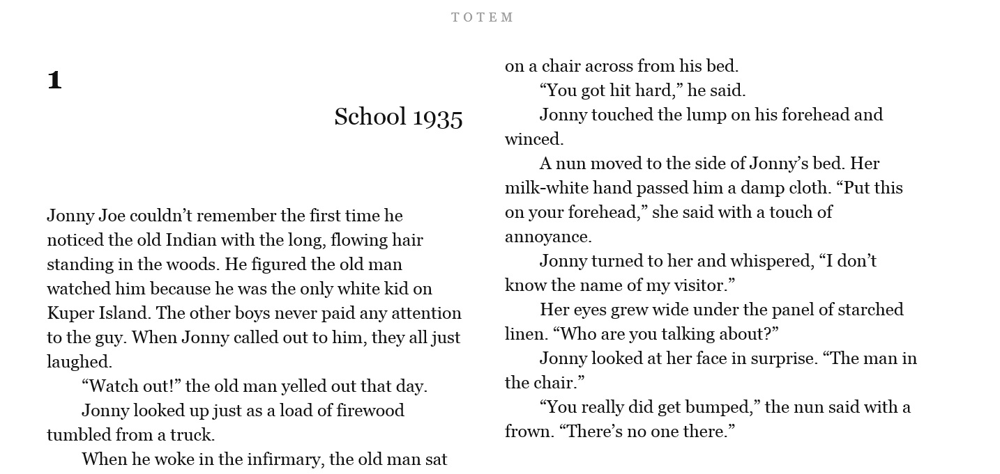 TOTEM
1
School 1935
Jonny Joe couldn’t remember the first time he
noticed the old Indian with the long, flowing hair
standing in the woods. He figured the old man
watched him because he was the only white kid on
Kuper Island. The other boys never paid any attention
to the guy. When Jonny called out to him, they all just
laughed.
“Watch out!” the old man yelled out that day.
Jonny looked up just as a load of firewood
tumbled from a truck.
When he woke in the infirmary, the old man sat
on a chair across from his bed.
“You got hit hard,” he said.
Jonny touched the lump on his forehead and
winced.
A nun moved to the side of Jonny’s bed. Her
milk-white hand passed him a damp cloth. “Put this
on your forehead,” she said with a touch of
annoyance.
Jonny turned to her and whispered, “I don’t
know the name of my visitor.”
Her eyes grew wide under the panel of starched
linen. “Who are you talking about?”
Jonny looked at her face in surprise. “The man in
the chair.”
“You really did get bumped,” the nun said with a
frown. “There’s no one there.”